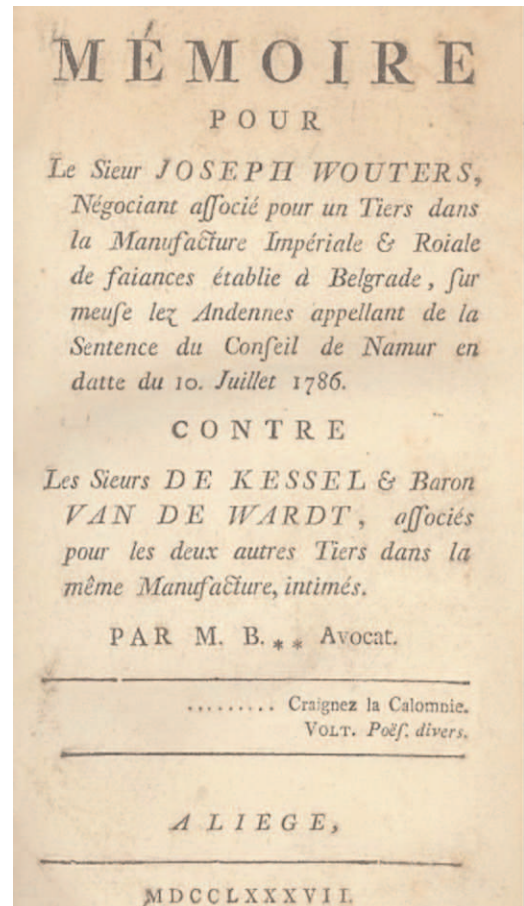 MÉMOIRE
POUR
Le Sieur JOSEPH WOUTERS,
Négociant aſſocié pour un Tiers dans
la Manufacture Impériale & Roiale
de faiances établie à Belgrade, ſur
meuſe lez Andennes appellant de la
Sentence du Conſeil de Namur en
datte du 10. Juillet 1786.
CONTRE
Les Sieurs DE KESSEL & Baron
VAN DE WARDT, aſſociés
pour les deux autres Tiers dans la
même Manufacture, intimés.
PAR M. B.** Avocat.
......... Craignez la Calomnie.
VOLT. Poëſ. divers.
A LIEGE,
MDCCLXXXVII.